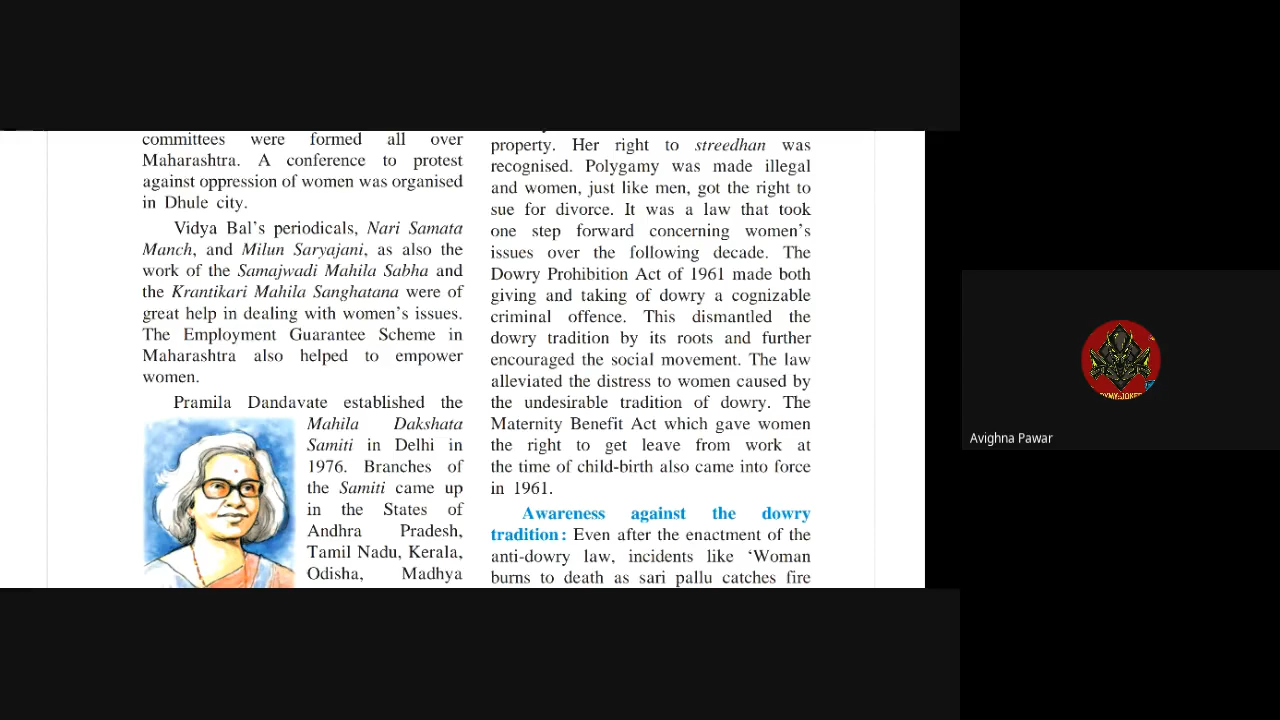 committees were formed all over
Maharashtra. A conference to protest
against oppression of women was organised
in Dhule city.
Vidya Bal's periodicals, Nari Samata
Manch, and Milun Saryajani, as also the
work of the Samajwadi Mahila Sabha and
the Krantikari Mahila Sanghatana were of
great help in dealing with women's issues.
The Employment Guarantee Scheme in
Maharashtra also helped to empower
women.
Pramila Dandavate established the
Mahila Dakshata
Samiti in Delhi in
1976. Branches of
the Samiti came up
in the States of
Andhra Pradesh,
Tamil Nadu, Kerala,
Odisha, Madhya
property. Her right to streedhan was
recognised. Polygamy was made illegal
and women, just like men, got the right to
sue for divorce. It was a law that took
one step forward concerning women's
issues over the following decade. The
Dowry Prohibition Act of 1961 made both
giving and taking of dowry a cognizable
criminal offence. This dismantled the
dowry tradition by its roots and further
encouraged the social movement. The law
alleviated the distress to women caused by
the undesirable tradition of dowry. The
Maternity Benefit Act which gave women
the right to get leave from work at
the time of child-birth also came into force
in 1961.
Awareness against the dowry
tradition : Even after the enactment of the
anti-dowry law, incidents like ‘Woman
burns to death as sari pallu catches fire
Avighna Pawar